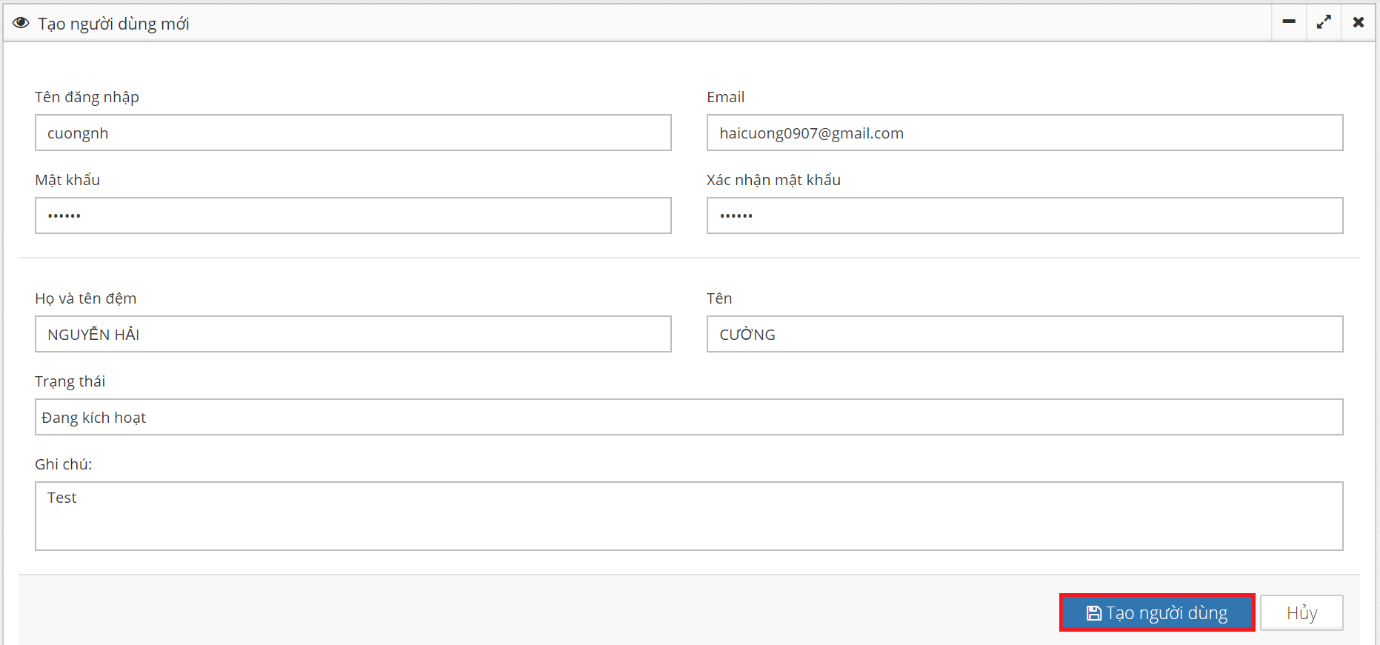 Tạo người dùng mới
Tên đăng nhập
Email
cuongnh
haicuong0907@gmail.com
Mật khẩu
Xác nhận mật khẩu
••••••
••••••
Họ và tên đệm
Tên
NGUYỄN HẢI
CƯỜNG
Trạng thái
Đang kích hoạt
Ghi chú:
Test
Tạo người dùng
Hủy